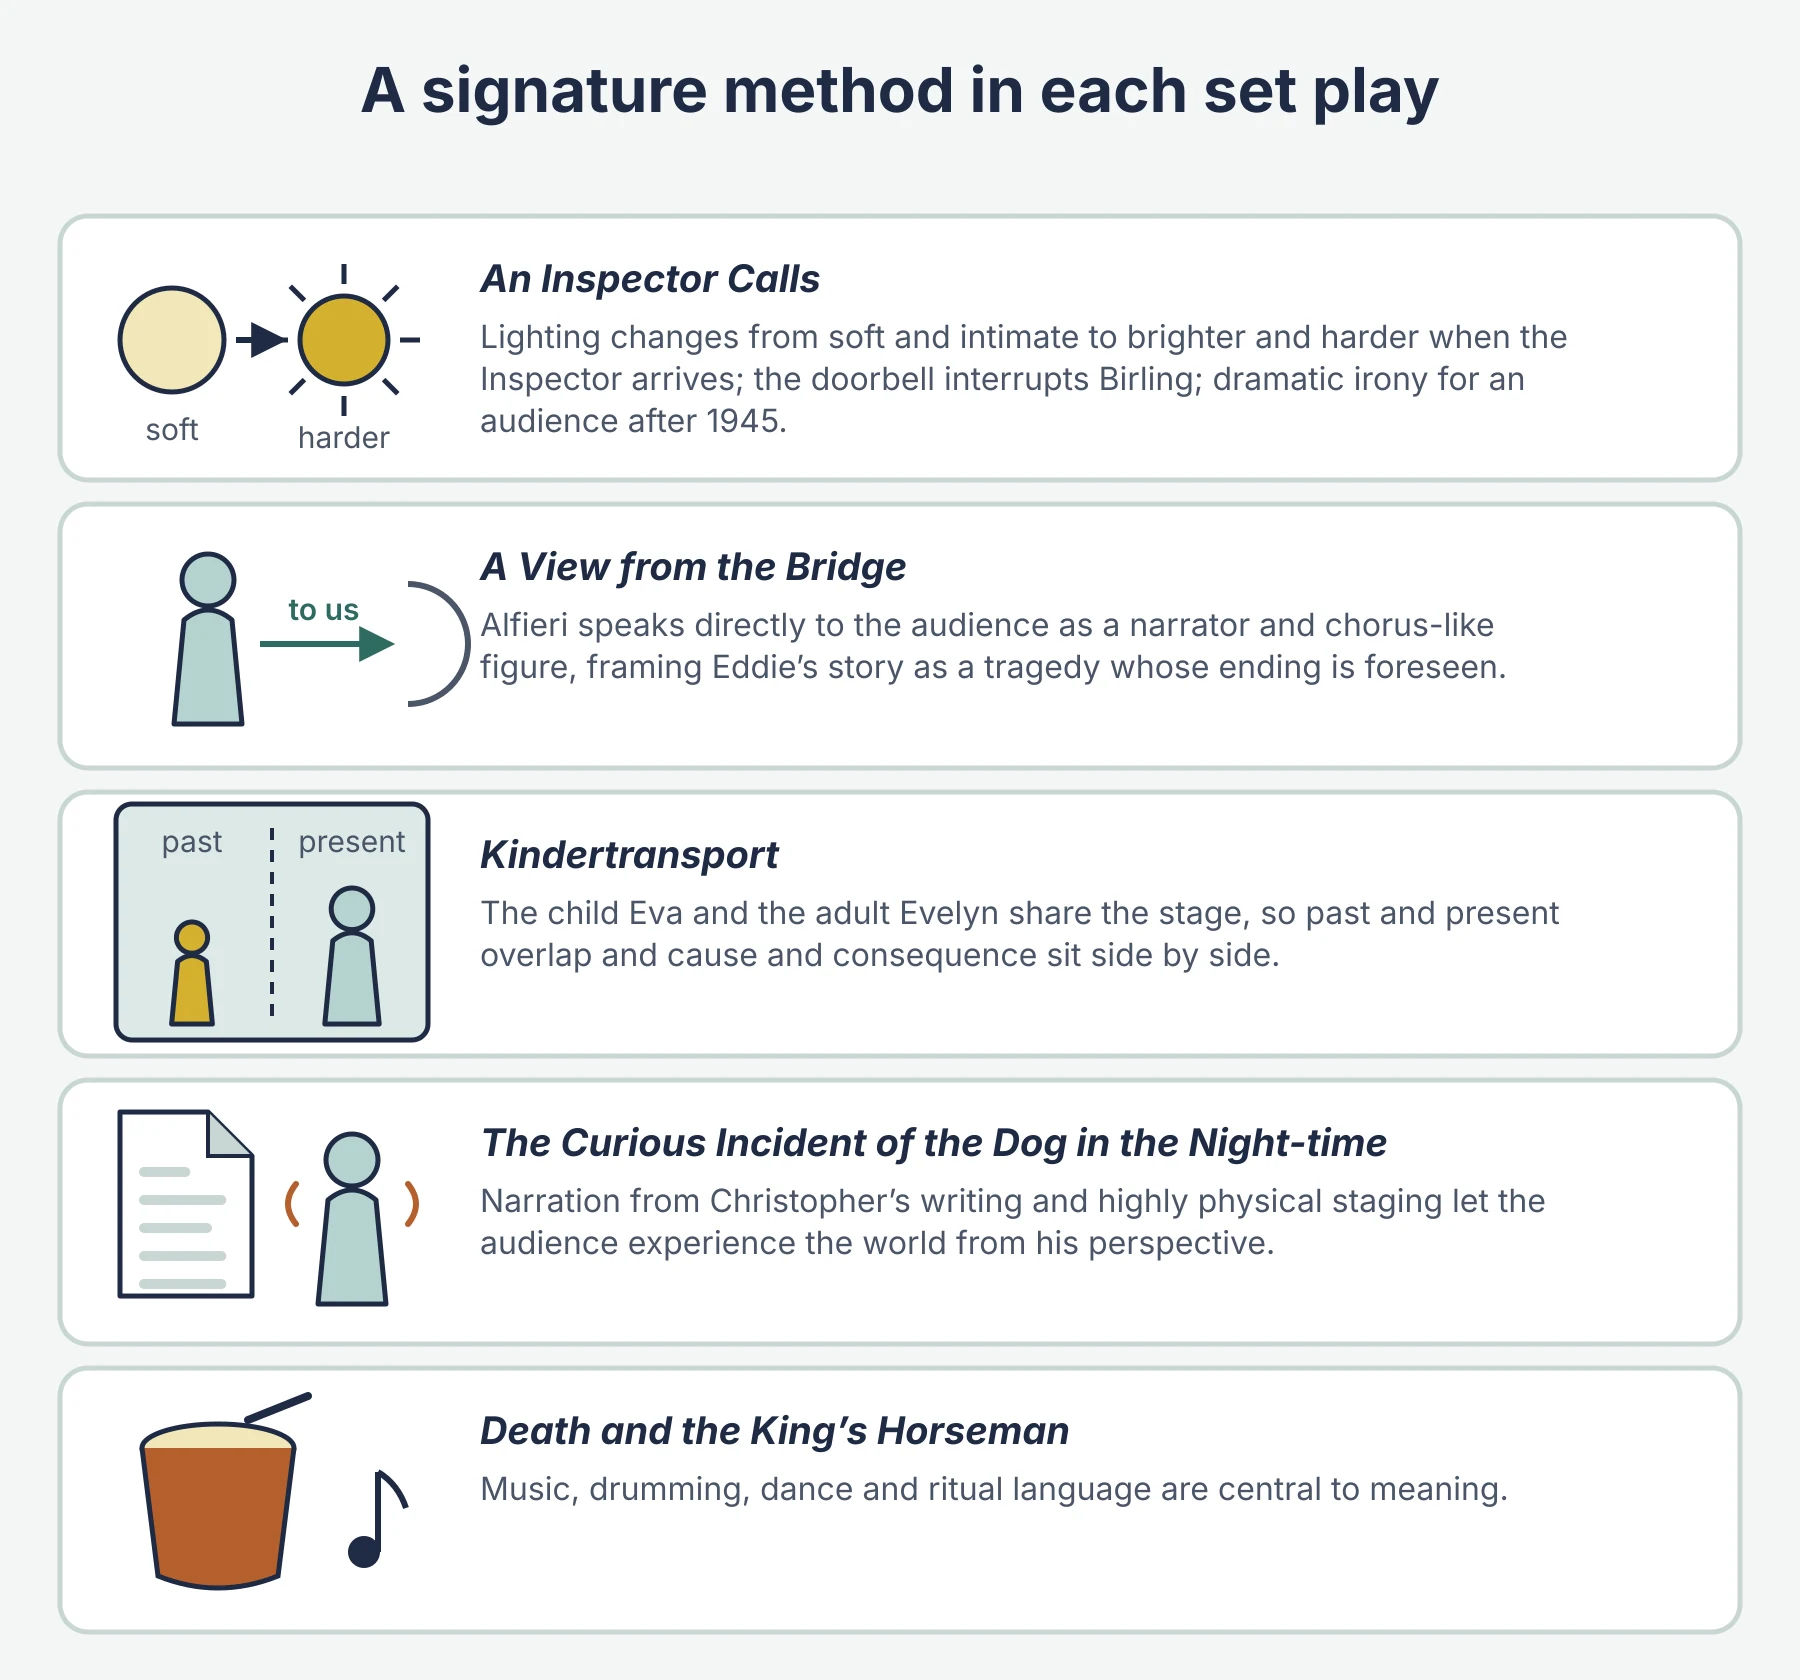 A signature method in each set play
soft
harder
An Inspector Calls
Lighting changes from soft and intimate to brighter and harder when the
Inspector arrives; the doorbell interrupts Birling; dramatic irony for an
audience after 1945.
to us
A View from the Bridge
Alfieri speaks directly to the audience as a narrator and chorus-like
figure, framing Eddie’s story as a tragedy whose ending is foreseen.
past
present
Kindertransport
The child Eva and the adult Evelyn share the stage, so past and present
overlap and cause and consequence sit side by side.
The Curious Incident of the Dog in the Night-time
Narration from Christopher’s writing and highly physical staging let the
audience experience the world from his perspective.
Death and the King’s Horseman
Music, drumming, dance and ritual language are central to meaning.